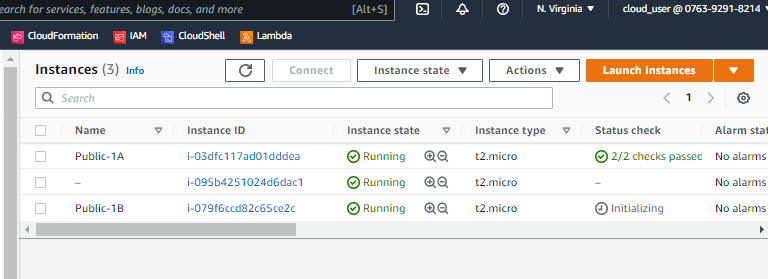 earch for services, features, blogs, docs, and more [Alt+S] N. Virginia cloud_user @ 0763-9291-8214
CloudFormation IAM CloudShell Lambda
Instances (3) Info Connect Instance state Actions Launch instances
Search 1
Name Instance ID Instance state Instance type Status check Alarm stat
Public-1A i-03dfc117ad01dddea Running t2.micro 2/2 checks passed No alarms
– i-095b4251024d6dac1 Running t2.micro – No alarms
Public-1B i-079f6ccd82c65ce2c Running t2.micro Initializing No alarms